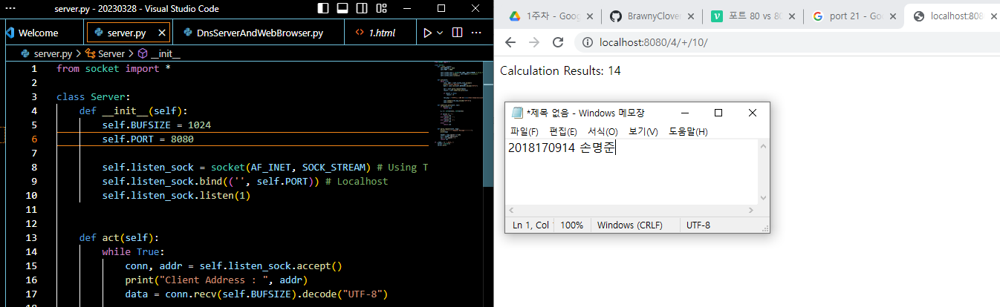 server.py - 20230328 - Visual Studio Code
Welcome
server.py
DnsServerAndWebBrowser.py
1.html
server.py > Server > __init__
1 from socket import *
2
3 class Server:
4 def __init__(self):
5 self.BUFSIZE = 1024
6 self.PORT = 8080
7
8 self.listen_sock = socket(AF_INET, SOCK_STREAM) # Using T
9 self.listen_sock.bind(('', self.PORT)) # Localhost
10 self.listen_sock.listen(1)
11
12
13 def act(self):
14 while True:
15 conn, addr = self.listen_sock.accept()
16 print("Client Address : ", addr)
17 data = conn.recv(self.BUFSIZE).decode("UTF-8")
1주차 - Goog
BrawnyClover
포트 80 vs 80
port 21 - Go
localhost:808
localhost:8080/4/+/10/
Calculation Results: 14
*제목 없음 - Windows 메모장
파일(F) 편집(E) 서식(O) 보기(V) 도움말(H)
2018170914 손명준
Ln 1, Col
100%
Windows (CRLF)
UTF-8